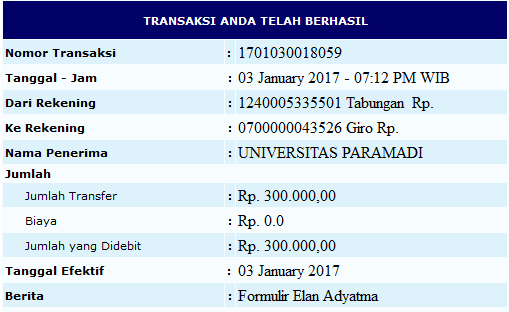 TRANSAKSI ANDA TELAH BERHASIL
Nomor Transaksi : 1701030018059
Tanggal - Jam : 03 January 2017 - 07:12 PM WIB
Dari Rekening : 1240005335501 Tabungan Rp.
Ke Rekening : 0700000043526 Giro Rp.
Nama Penerima : UNIVERSITAS PARAMADI
Jumlah
Jumlah Transfer : Rp. 300.000,00
Biaya : Rp. 0.0
Jumlah yang Didebit : Rp. 300.000,00
Tanggal Efektif : 03 January 2017
Berita : Formulir Elan Adyatma